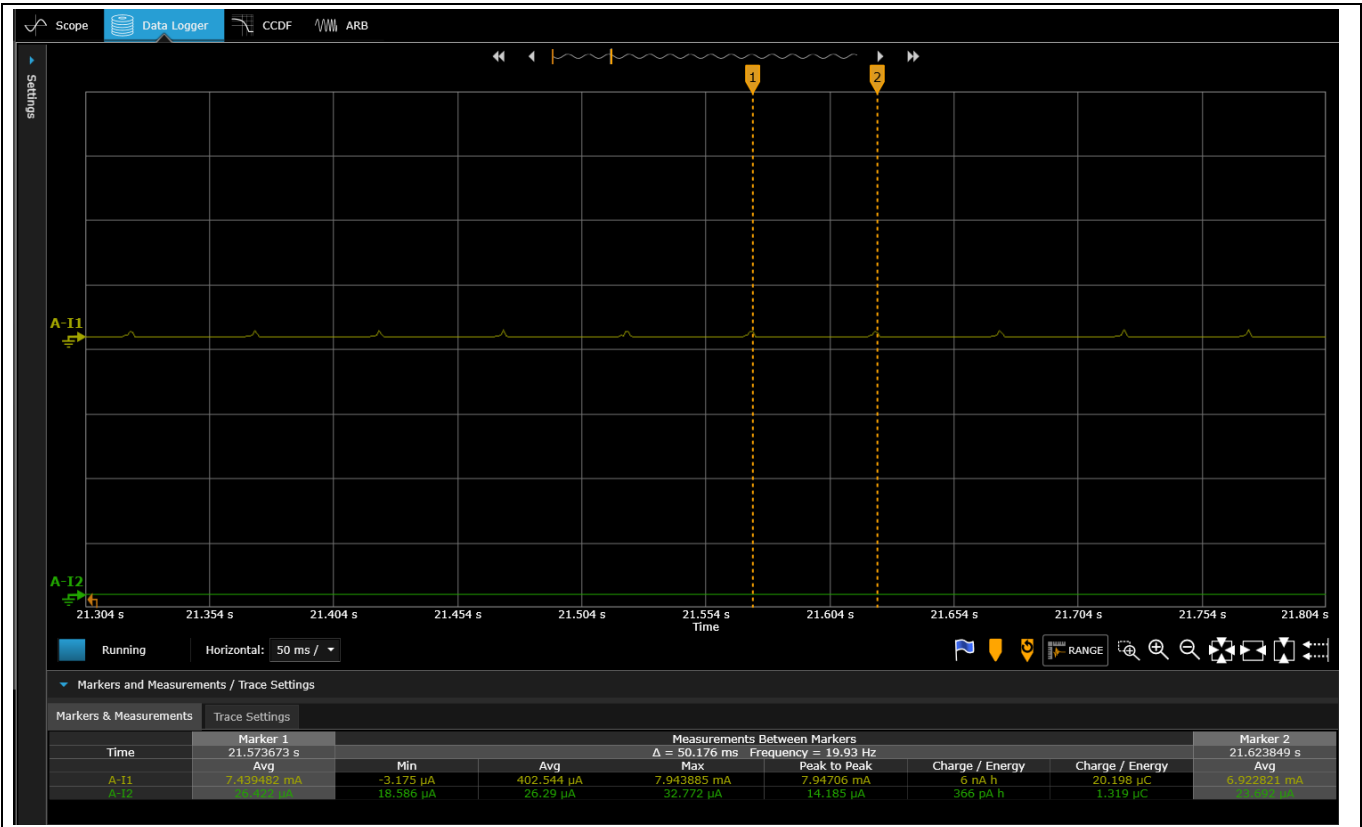 Scope Data Logger CCDF ARB
Settings
1 2
A-I1
A-I2
21.304 s 21.354 s 21.404 s 21.454 s 21.504 s 21.554 s 21.604 s 21.654 s 21.704 s 21.754 s 21.804 s
Time
Running Horizontal: 50 ms / RANGE
Markers and Measurements / Trace Settings
Markers & Measurements Trace Settings
Marker 1 Measurements Between Markers Marker 2
Time 21.573673 s Δ = 50.176 ms Frequency = 19.93 Hz 21.623849 s
Avg Min Avg Max Peak to Peak Charge / Energy Charge / Energy Avg
A-I1 7.439482 mA -3.175 µA 402.544 µA 7.943885 mA 7.94706 mA 6 nA h 20.198 µC 6.922821 mA
A-I2 26.422 µA 18.586 µA 26.29 µA 32.772 µA 14.185 µA 366 pA h 1.319 µC 23.692 µA